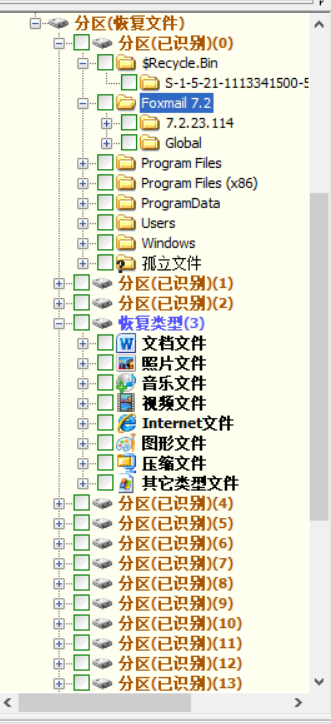 分区(恢复文件)
分区(已识别)(0)
$Recycle.Bin
S-1-5-21-1113341500-5
Foxmail 7.2
7.2.23.114
Global
Program Files
Program Files (x86)
ProgramData
Users
Windows
孤立文件
分区(已识别)(1)
分区(已识别)(2)
恢复类型(3)
文档文件
照片文件
音乐文件
视频文件
Internet文件
图形文件
压缩文件
其它类型文件
分区(已识别)(4)
分区(已识别)(5)
分区(已识别)(6)
分区(已识别)(7)
分区(已识别)(8)
分区(已识别)(9)
分区(已识别)(10)
分区(已识别)(11)
分区(已识别)(12)
分区(已识别)(13)